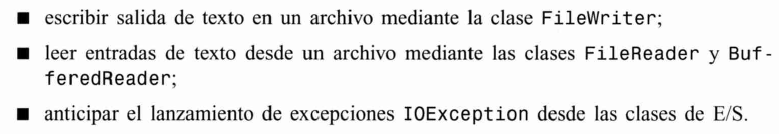 ■ escribir salida de texto en un archivo mediante la clase FileWriter;
■ leer entradas de texto desde un archivo mediante las clases FileReader y Buf-
feredReader;
■ anticipar el lanzamiento de excepciones IOException desde las clases de E/S.